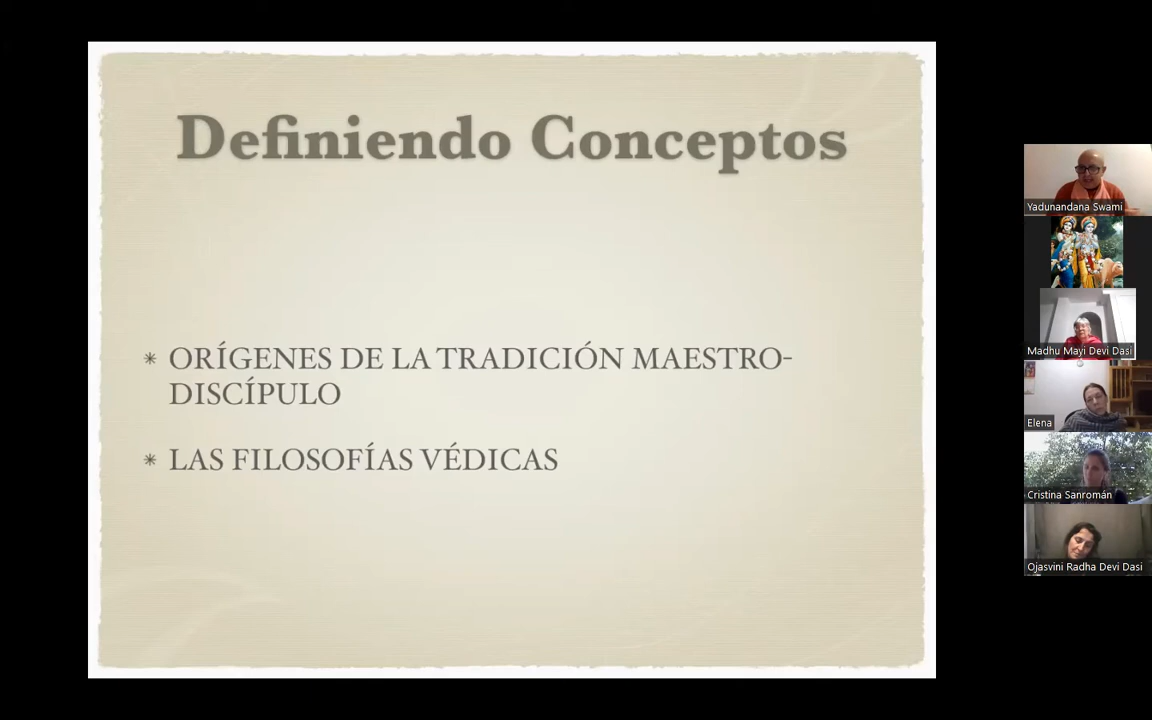 Definiendo Conceptos
* ORÍGENES DE LA TRADICIÓN MAESTRO-
DISCÍPULO
* LAS FILOSOFÍAS VÉDICAS
Yadunandana Swami
Madhu Mayi Devi Dasi
Elena
Cristina Sanromán
Ojasvini Radha Devi Dasi